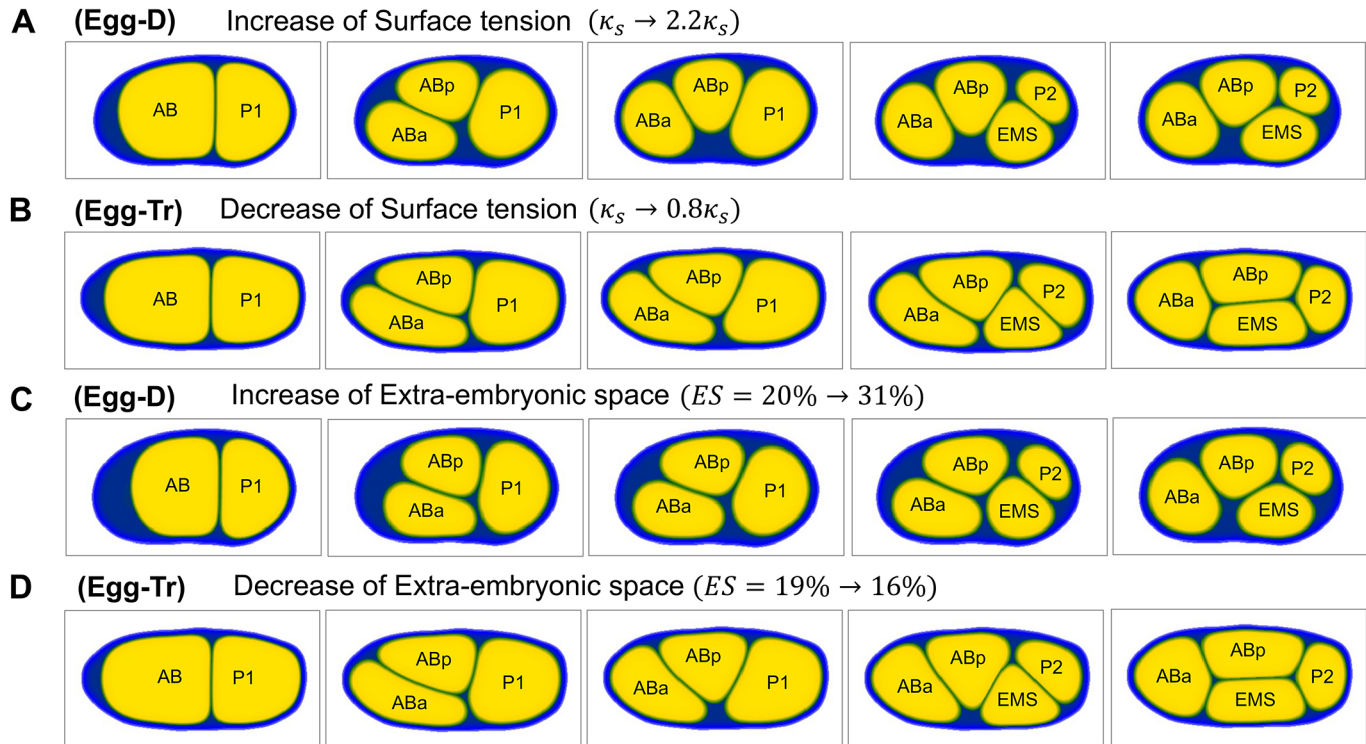 A (Egg-D) Increase of Surface tension (κₛ → 2.2κₛ)
AB P1
ABp ABa P1
ABa ABp P1
ABa ABp P2 EMS
ABa ABp P2 EMS
B (Egg-Tr) Decrease of Surface tension (κₛ → 0.8κₛ)
AB P1
ABp ABa P1
ABp ABa P1
ABa ABp P2 EMS
ABa ABp P2 EMS
C (Egg-D) Increase of Extra-embryonic space (ES = 20% → 31%)
AB P1
ABp ABa P1
ABp ABa P1
ABa ABp P2 EMS
ABa ABp P2 EMS
D (Egg-Tr) Decrease of Extra-embryonic space (ES = 19% → 16%)
AB P1
ABp ABa P1
ABa ABp P1
ABa ABp P2 EMS
ABa ABp P2 EMS